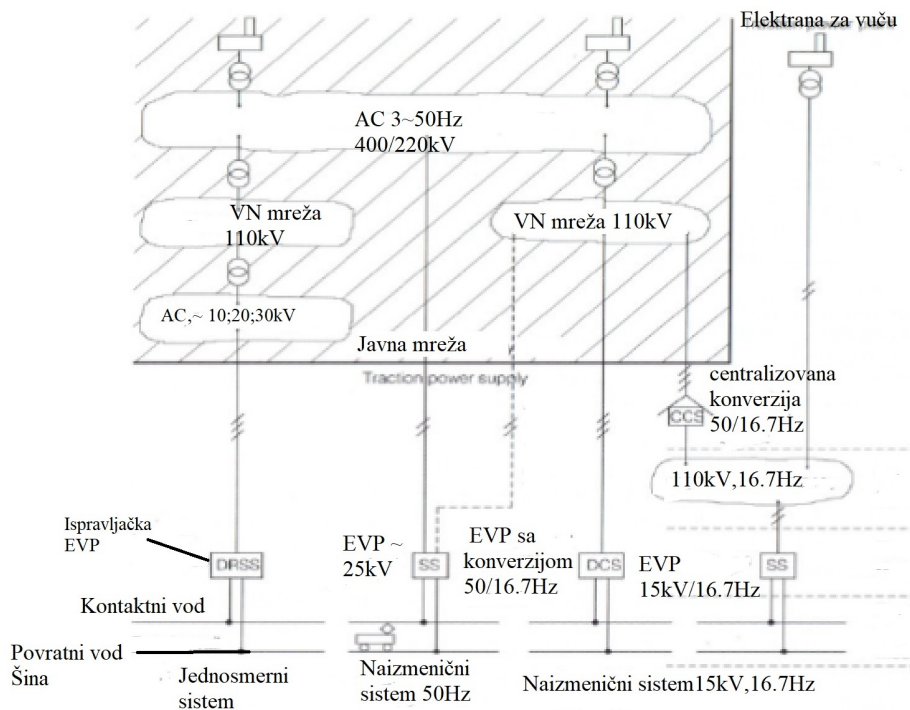 Elektrana za vuču
AC 3~50Hz
400/220kV
VN mreža
110kV
VN mreža 110kV
AC,~ 10;20;30kV
Javna mreža
Traction power supply
centralizovana
konverzija
50/16.7Hz
CCS
110kV,16.7Hz
Ispravljačka
EVP
DRSS
EVP ~
25kV
SS
EVP sa
konverzijom
50/16.7Hz
DCS
EVP
15kV/16.7Hz
SS
Kontaktni vod
Povratni vod
Šina
Jednosmerni
sistem
Naizmenični
sistem 50Hz
Naizmenični sistem15kV,16.7Hz